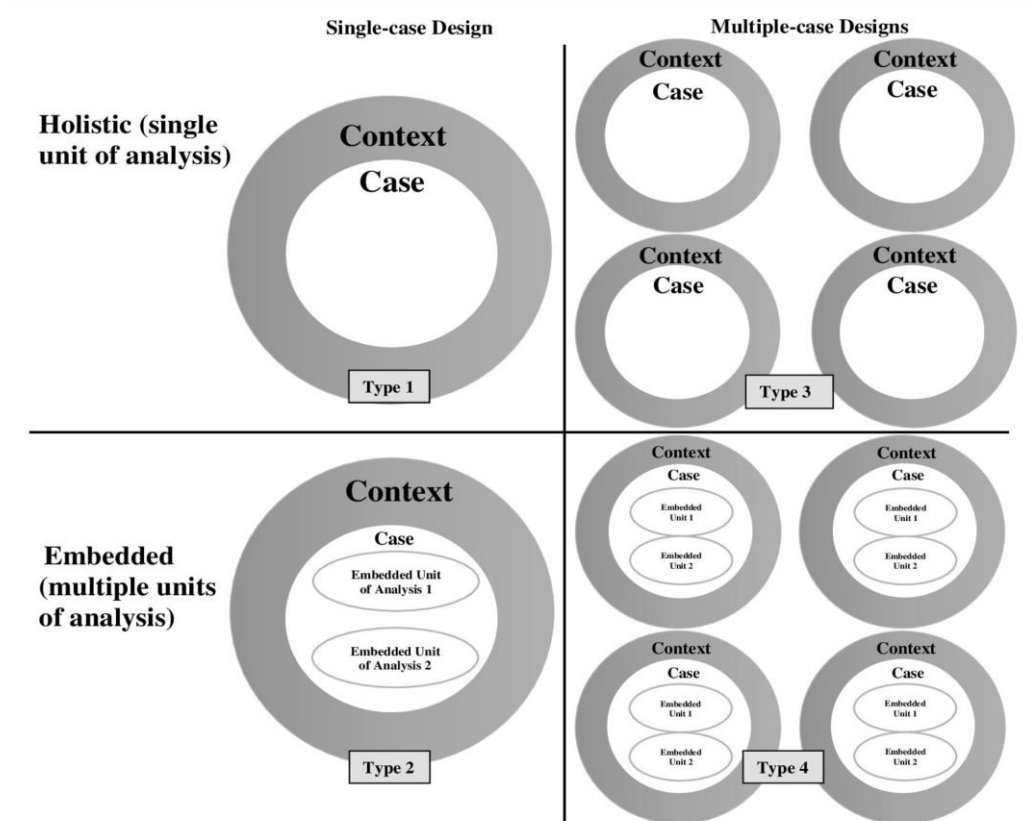 Single-case Design
Multiple-case Designs
Holistic (single
unit of analysis)
Context
Case
Type 1
Context
Case
Context
Case
Context
Case
Context
Case
Type 3
Embedded
(multiple units
of analysis)
Context
Case
Embedded Unit
of Analysis 1
Embedded Unit
of Analysis 2
Type 2
Context
Case
Embedded
Unit 1
Embedded
Unit 2
Context
Case
Embedded
Unit 1
Embedded
Unit 2
Context
Case
Embedded
Unit 1
Embedded
Unit 2
Context
Case
Embedded
Unit 1
Embedded
Unit 2
Type 4